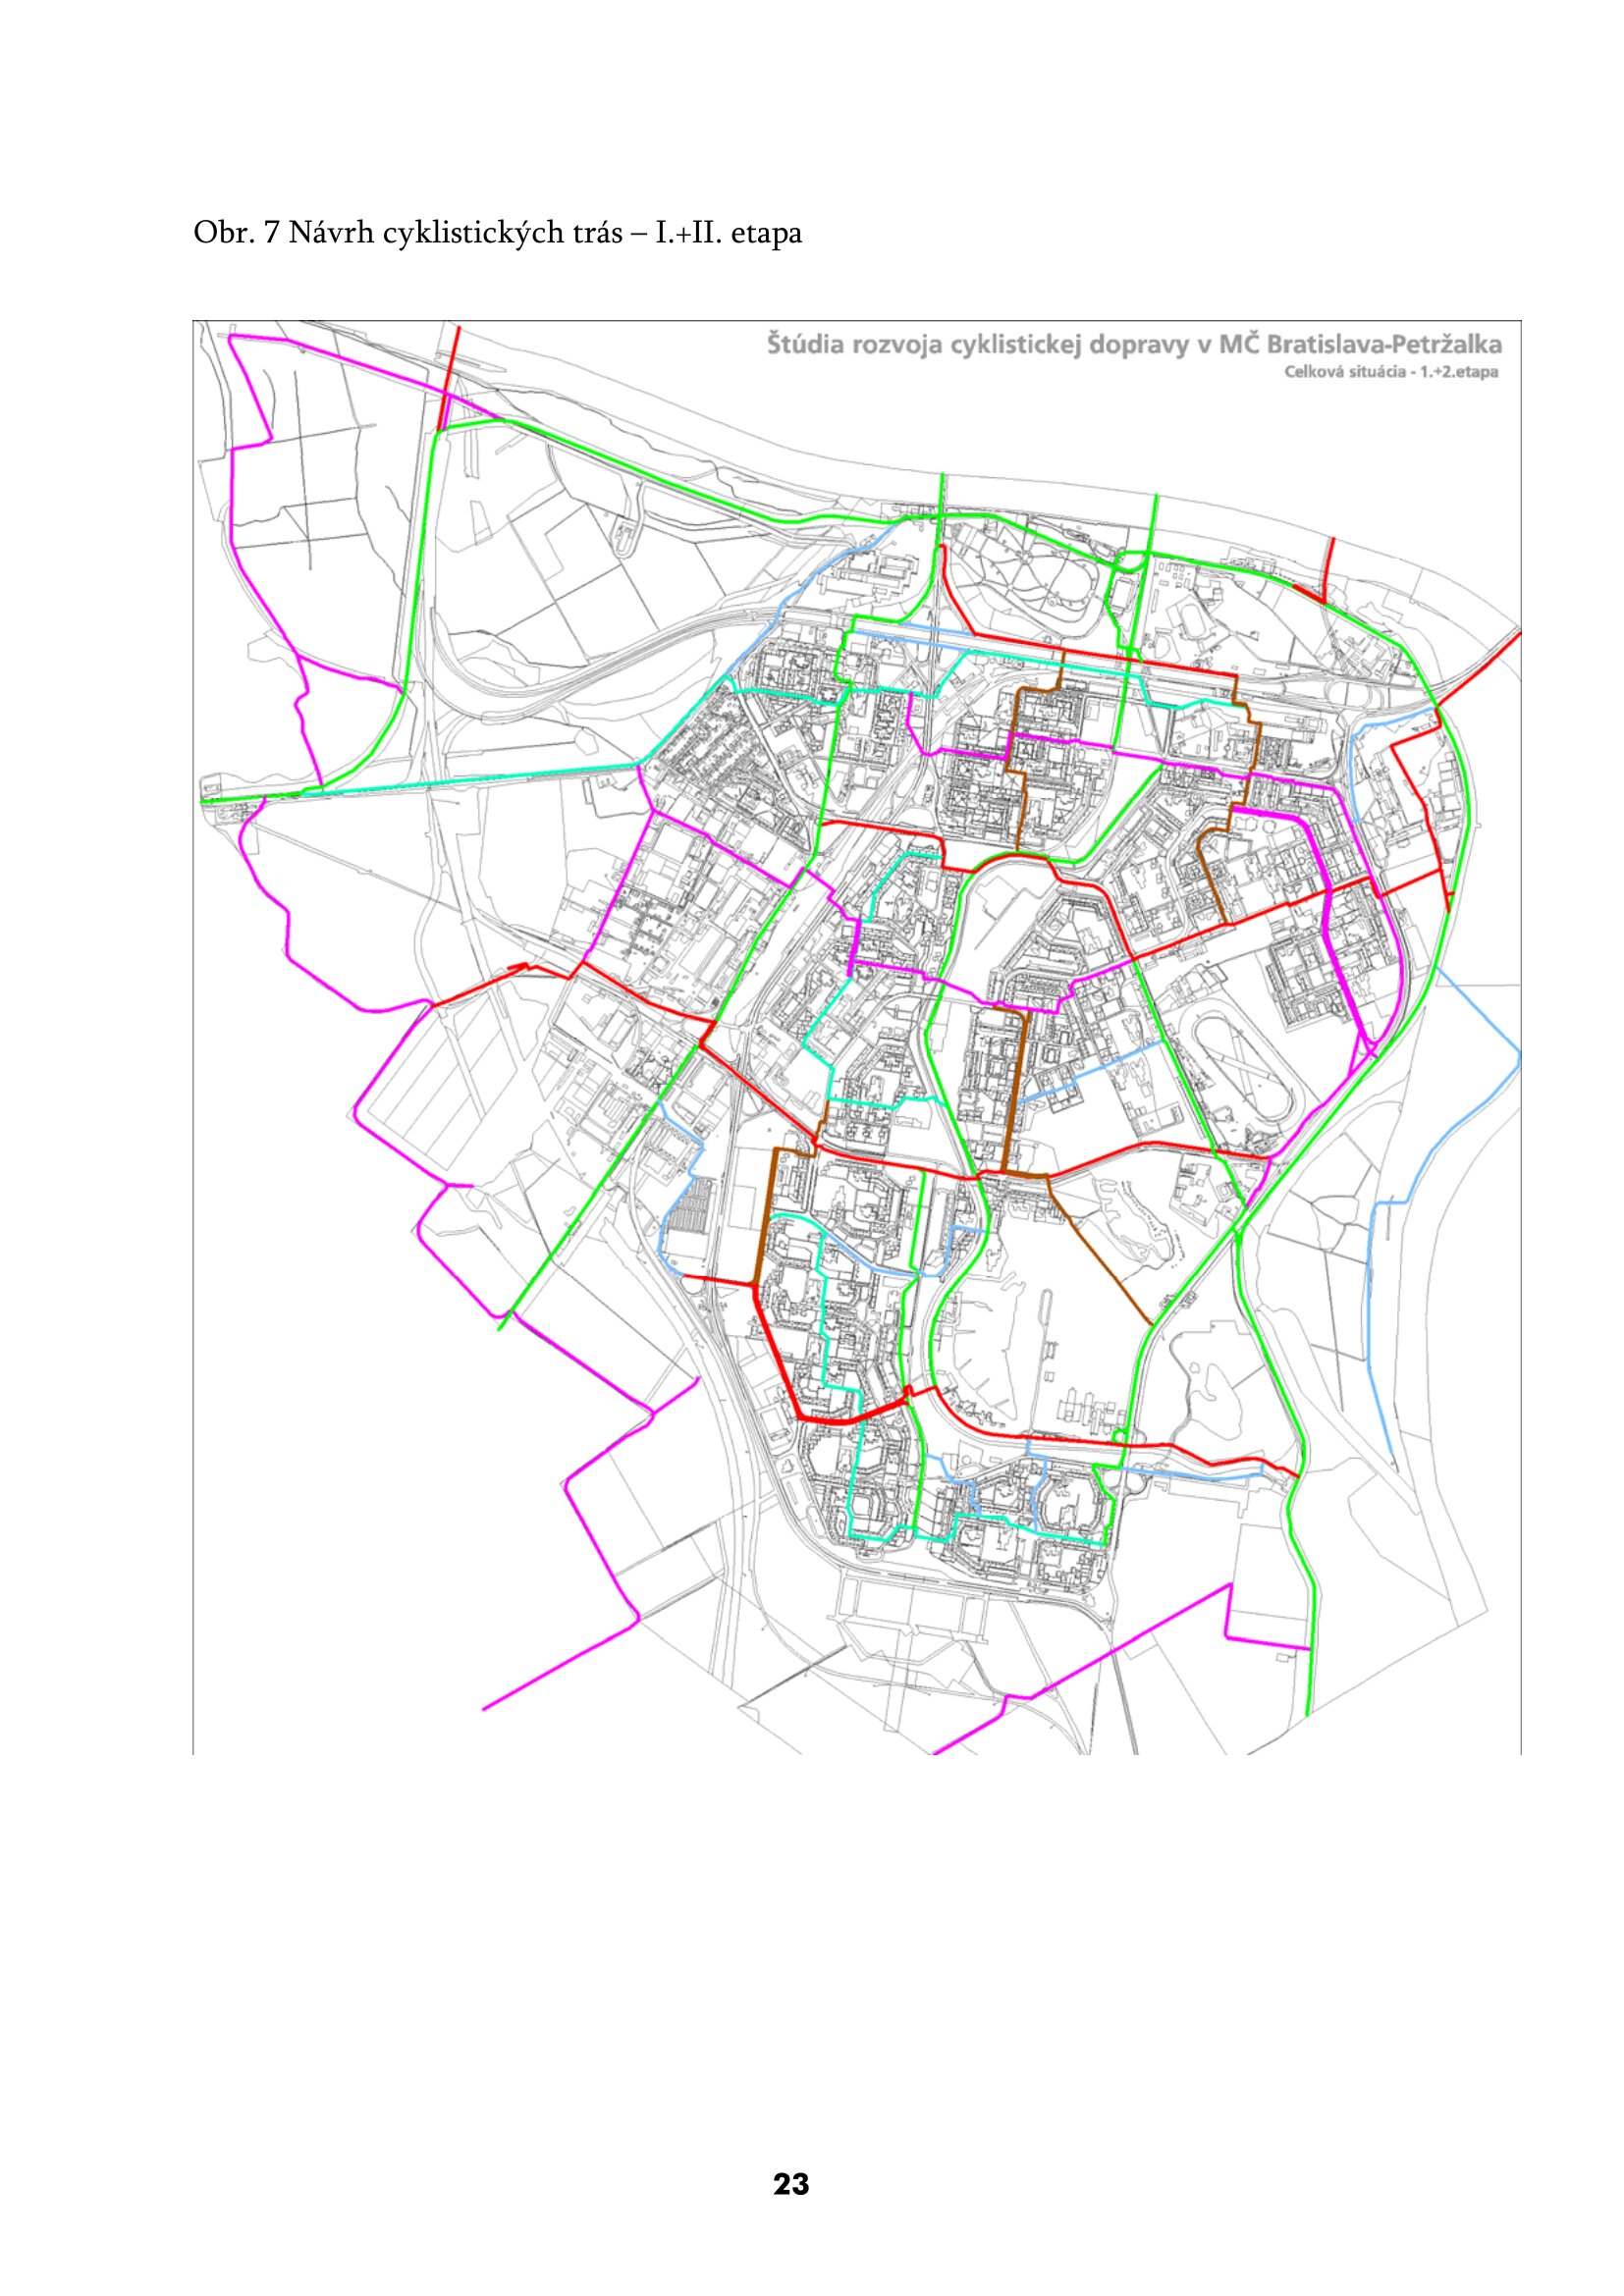 Obr. 7 Návrh cyklistických trás – I.+II. etapa
Štúdia rozvoja cyklistickej dopravy v MČ Bratislava-Petržalka
Celková situácia - 1.+2.etapa
23